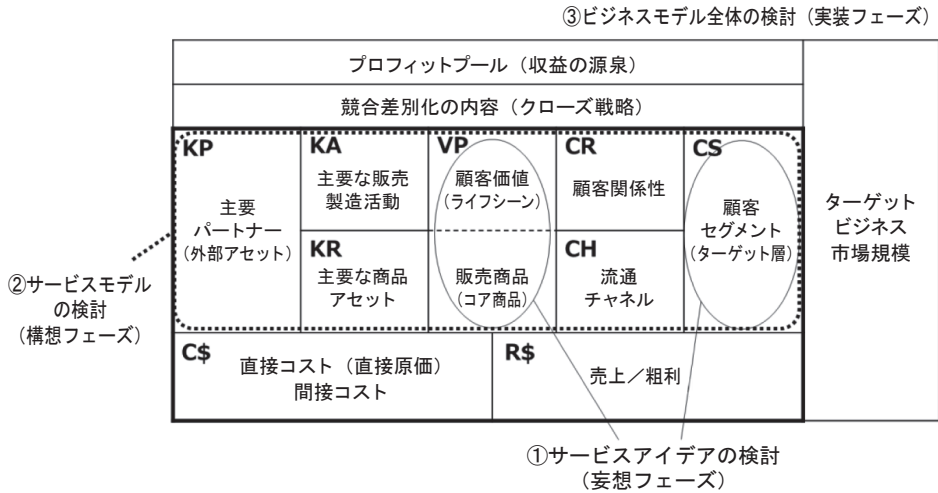 ③ビジネスモデル全体の検討（実装フェーズ）
プロフィットプール（収益の源泉）
競合差別化の内容（クローズ戦略）
KP
主要
パートナー
（外部アセット）
KA
主要な販売
製造活動
KR
主要な商品
アセット
VP
顧客価値
（ライフシーン）
販売商品
（コア商品）
CR
顧客関係性
CH
流通
チャネル
CS
顧客
セグメント
（ターゲット層）
ターゲット
ビジネス
市場規模
②サービスモデル
の検討
（構想フェーズ）
C$
直接コスト（直接原価）
間接コスト
R$
売上／粗利
①サービスアイデアの検討
（妄想フェーズ）